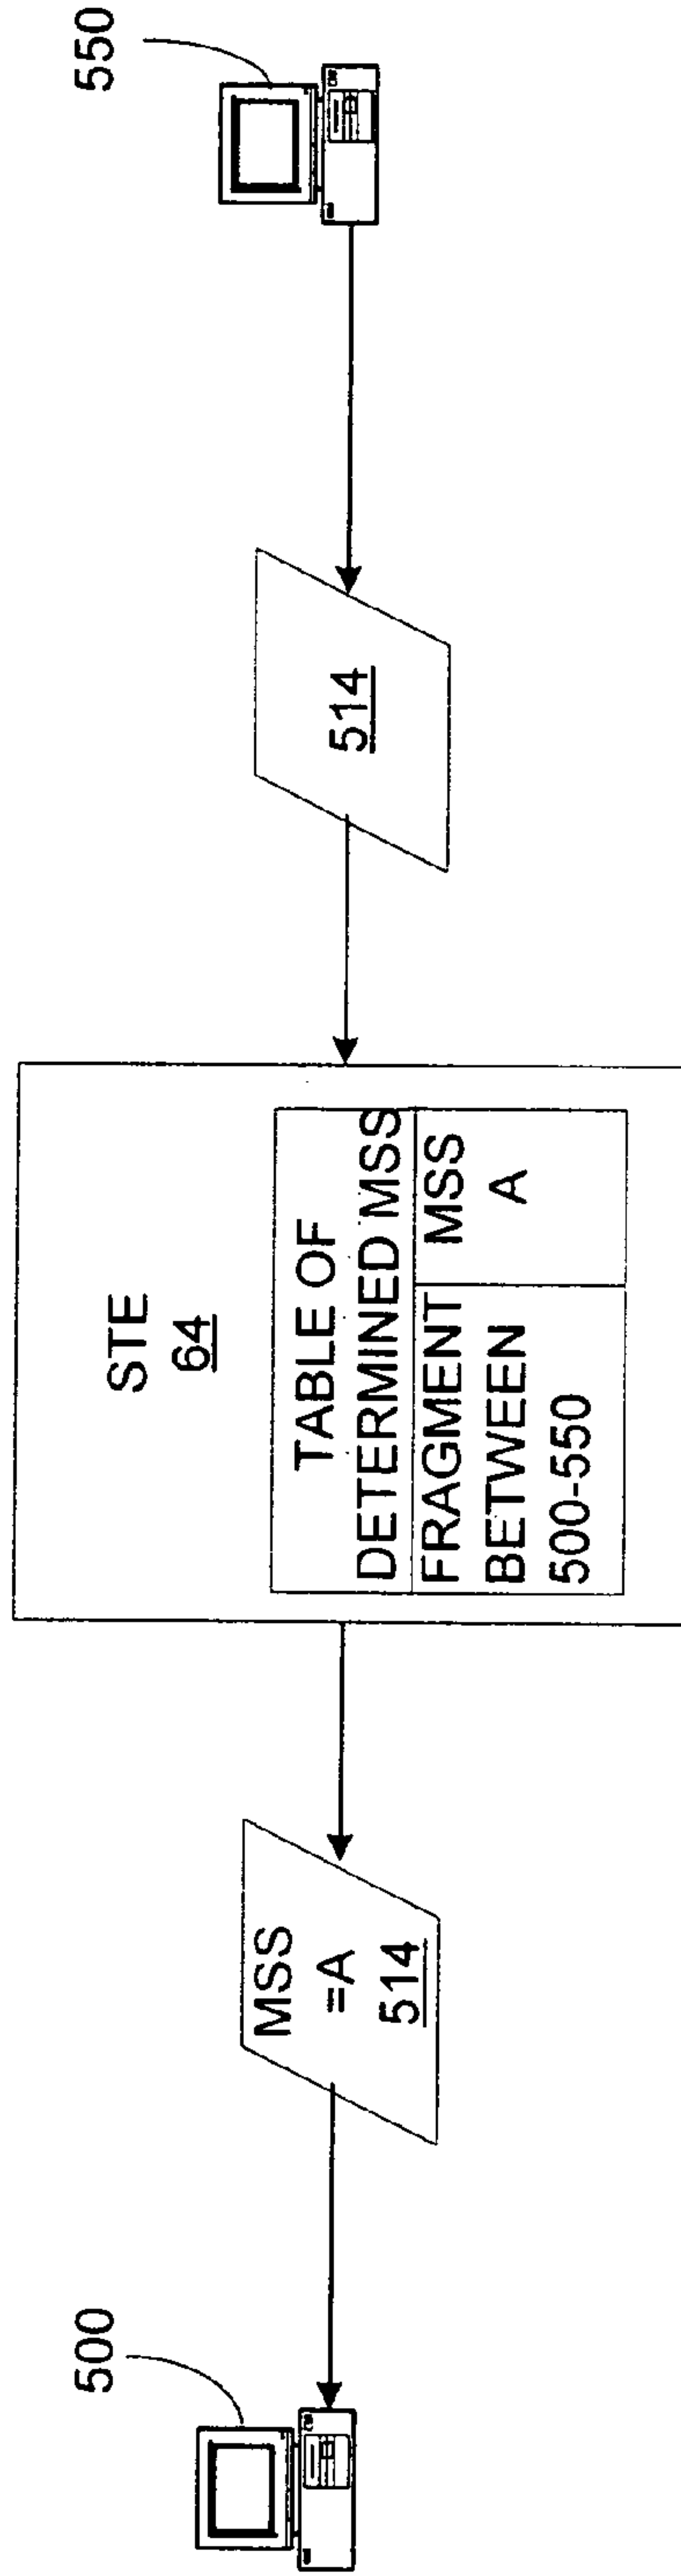 500
MSS
=A
514
STE
64
TABLE OF
DETERMINED MSS
FRAGMENT MSS
BETWEEN A
500-550
514
550